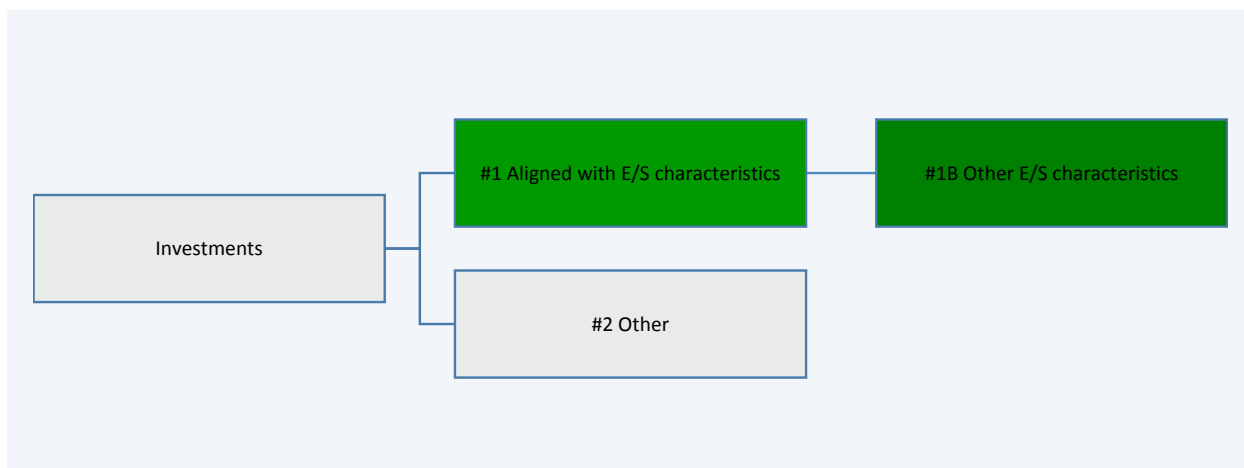 #1 Aligned with E/S characteristics
#1B Other E/S characteristics
Investments
#2 Other